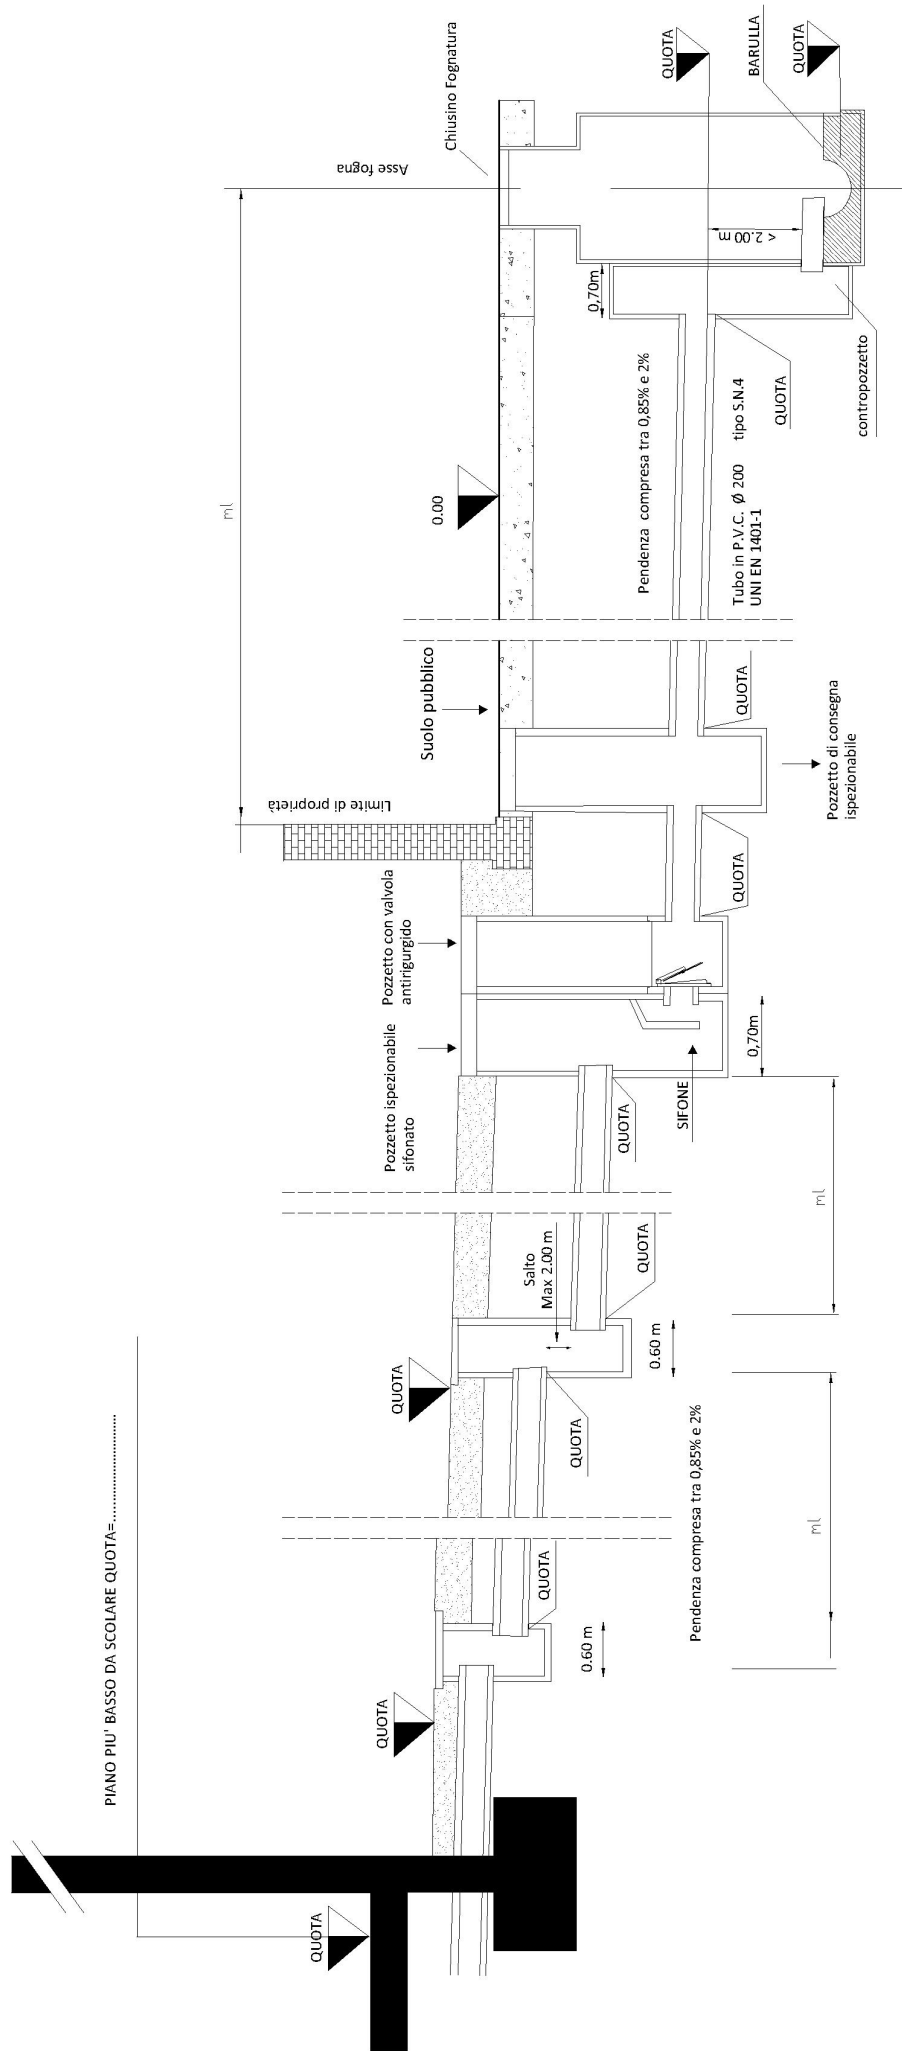 PIANO PIU' BASSO DA SCOLARE QUOTA=........................
QUOTA
QUOTA
QUOTA
0.60 m
QUOTA
Pendenza compresa tra 0,85% e 2%
ml
QUOTA
0.60 m
Salto
Max 2.00 m
QUOTA
ml
QUOTA
Pozzetto ispezionabile
sifonato
SIFONE
0,70m
Pozzetto con valvola
antirigurgido
QUOTA
Limite di proprietà
Pozzetto di consegna
ispezionabile
QUOTA
Suolo pubblico
ml
0.00
Pendenza compresa tra 0,85% e 2%
Tubo in P.V.C. Ø 200 tipo S.N.4
UNI EN 1401-1
QUOTA
contropozzetto
0,70m
< 2.00 m
Asse fogna
Chiusino Fognatura
QUOTA
BARULLA
QUOTA